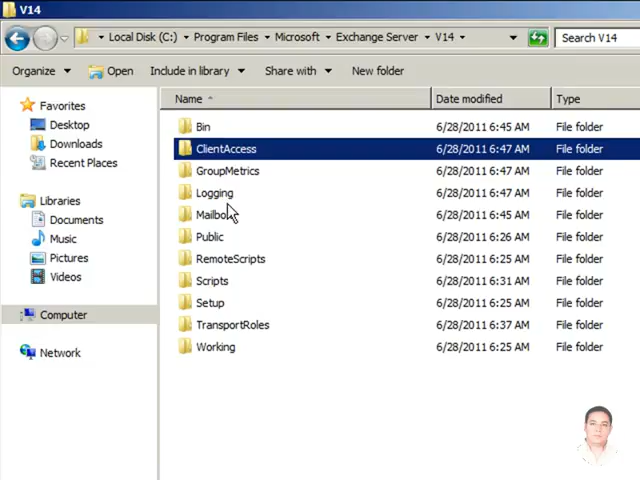 V14
Local Disk (C:) Program Files Microsoft Exchange Server V14 Search V14
Organize Open Include in library Share with New folder
Name Date modified Type
Favorites
Desktop
Downloads
Recent Places
Libraries
Documents
Music
Pictures
Videos
Computer
Network
Bin 6/28/2011 6:45 AM File folder
ClientAccess 6/28/2011 6:47 AM File folder
GroupMetrics 6/28/2011 6:47 AM File folder
Logging 6/28/2011 6:47 AM File folder
Mailbox 6/28/2011 6:45 AM File folder
Public 6/28/2011 6:26 AM File folder
RemoteScripts 6/28/2011 6:25 AM File folder
Scripts 6/28/2011 6:31 AM File folder
Setup 6/28/2011 6:25 AM File folder
TransportRoles 6/28/2011 6:37 AM File folder
Working 6/28/2011 6:25 AM File folder